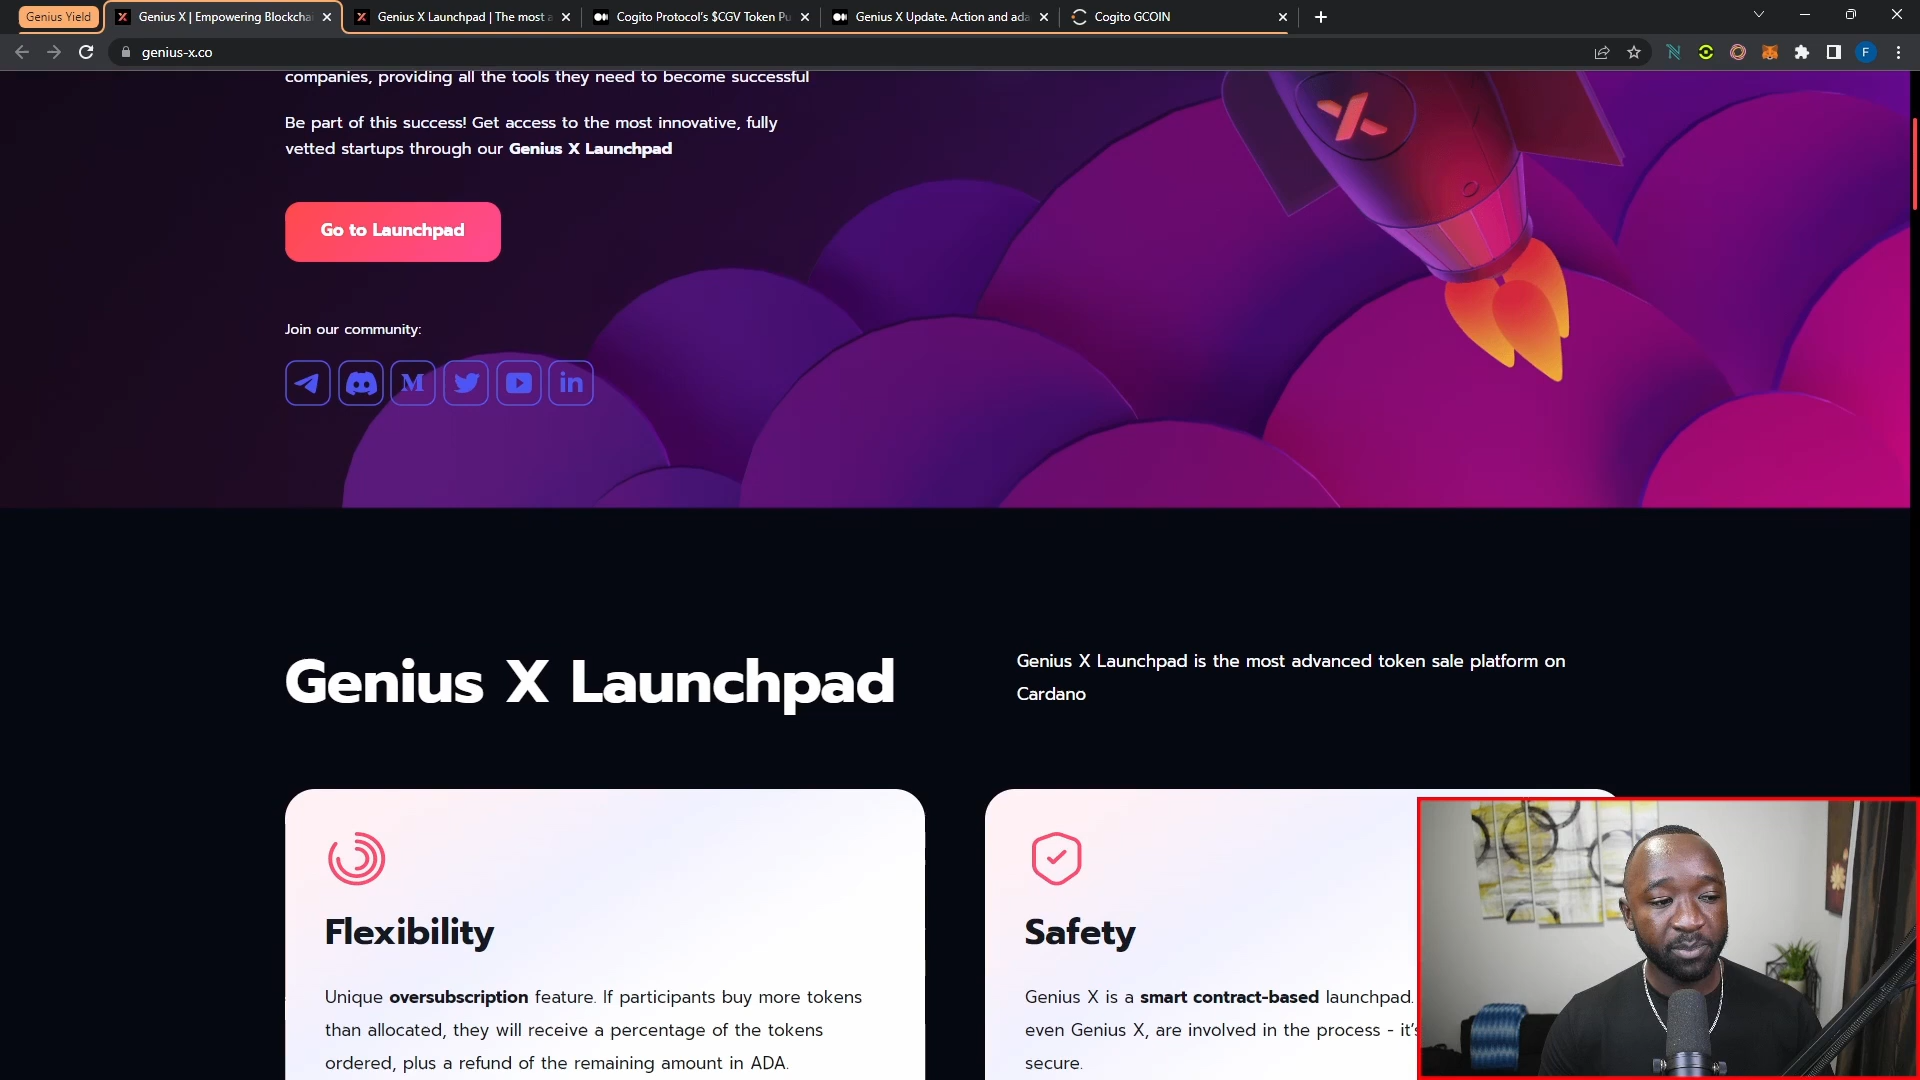 Genius Yield
Genius X | Empowering Blockchai
Genius X Launchpad | The most a
Cogito Protocol's $CGV Token Pu
Genius X Update. Action and ada
Cogito GCOIN
genius-x.co
F
companies, providing all the tools they need to become successful
Be part of this success! Get access to the most innovative, fully
vetted startups through our Genius X Launchpad
Go to Launchpad
Join our community:
Genius X Launchpad
Genius X Launchpad is the most advanced token sale platform on
Cardano
Flexibility
Unique oversubscription feature. If participants buy more tokens
than allocated, they will receive a percentage of the tokens
ordered, plus a refund of the remaining amount in ADA.
Safety
Genius X is a smart contract-based launchpad.
even Genius X, are involved in the process - it's
secure.